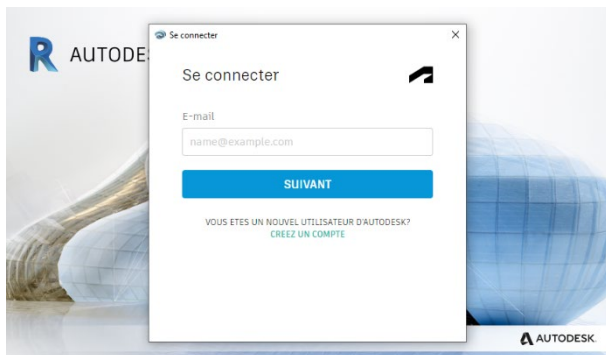 Se connecter
AUTODE
Se connecter
E-mail
name@example.com
SUIVANT
VOUS ETES UN NOUVEL UTILISATEUR D'AUTODESK?
CREEZ UN COMPTE
AUTODESK